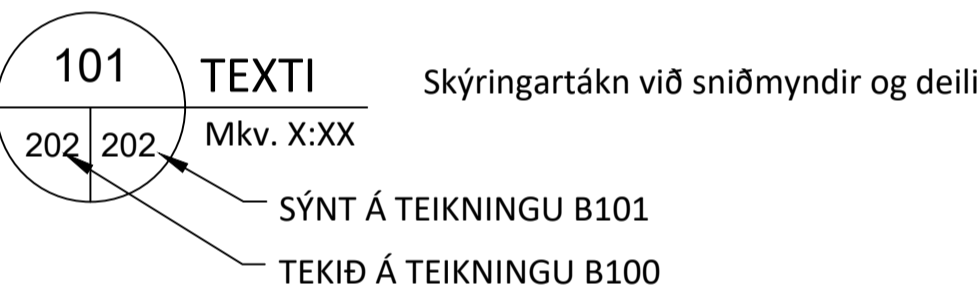 101
TEXTI
Skýringartákn við sniðmyndir og deili
202 202
Mkv. X:XX
SÝNT Á TEIKNINGU B101
TEKIÐ Á TEIKNINGU B100